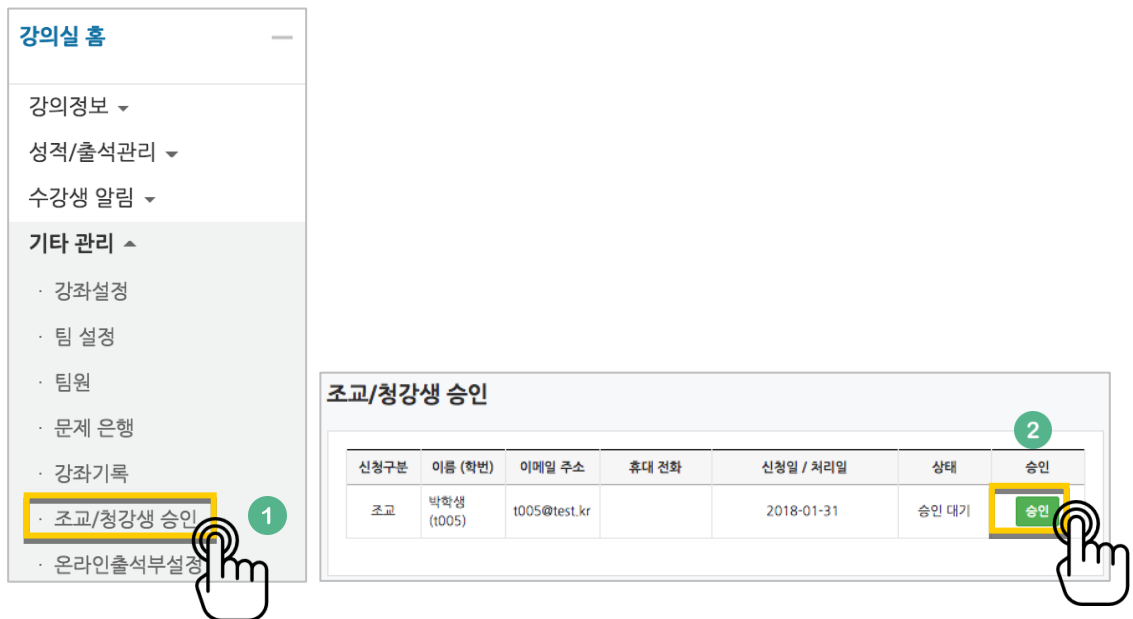 강의실 홈
강의정보
성적/출석관리
수강생 알림
기타 관리
· 강좌설정
· 팀 설정
· 팀원
· 문제 은행
· 강좌기록
· 조교/청강생 승인
1
· 온라인출석부설정
조교/청강생 승인
2
신청구분 이름 (학번) 이메일 주소 휴대 전화 신청일 / 처리일 상태 승인
조교 박학생 (t005) t005@test.kr 2018-01-31 승인 대기 승인